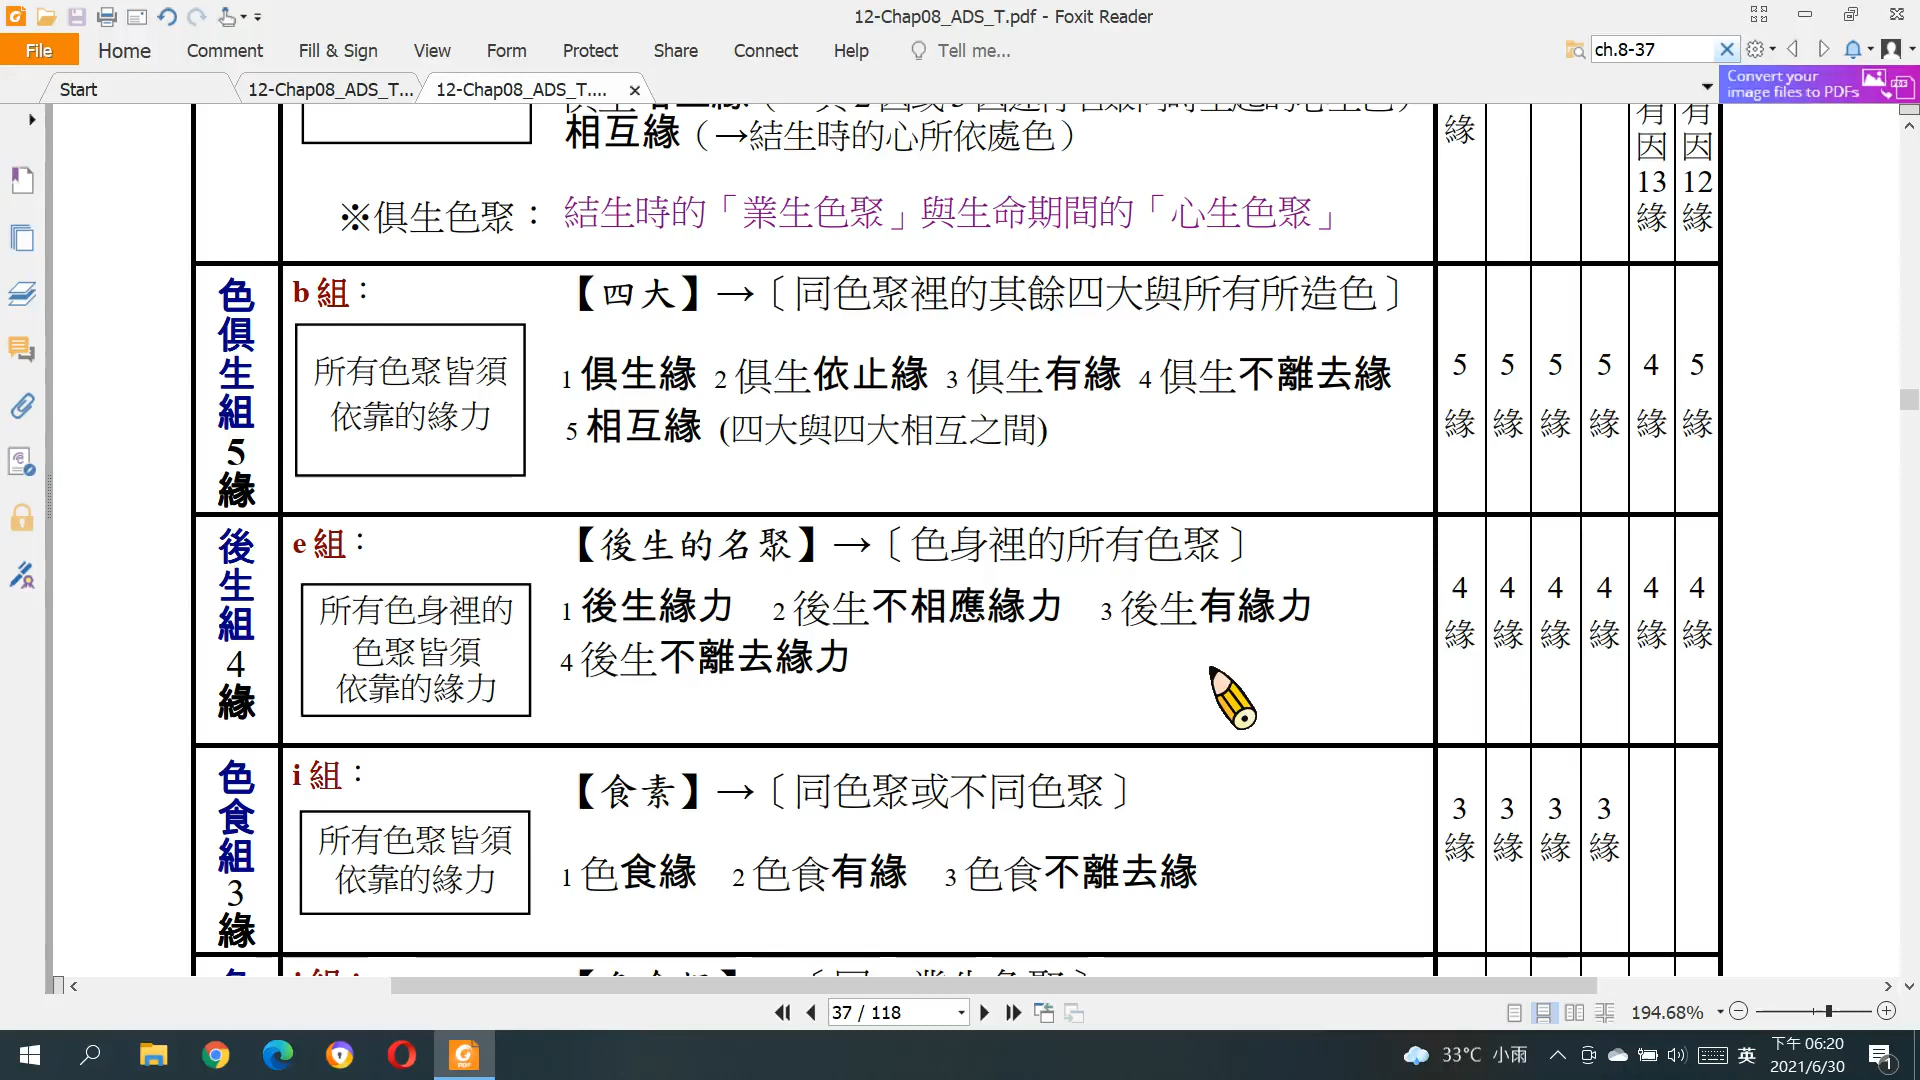 12-Chap08_ADS_T.pdf - Foxit Reader
File Home Comment Fill & Sign View Form Protect Share Connect Help Tell me... ch.8-37
Start 12-Chap08_ADS_T... 12-Chap08_ADS_T....
Convert your
image files to PDFs
相互緣（→結生時的心所依處色）
※俱生色聚：結生時的「業生色聚」與生命期間的「心生色聚」
緣
有因13緣
有因12緣
色俱生組5緣
b 組：
所有色聚皆須
依靠的緣力
【四大】→〔同色聚裡的其餘四大與所有所造色〕
1 俱生緣 2 俱生依止緣 3 俱生有緣 4 俱生不離去緣
5 相互緣 (四大與四大相互之間)
5 5 5 5 4 5
緣 緣 緣 緣 緣 緣
後生組4緣
e 組：
所有色身裡的
色聚皆須
依靠的緣力
【後生的名聚】→〔色身裡的所有色聚〕
1 後生緣力 2 後生不相應緣力 3 後生有緣力
4 後生不離去緣力
4 4 4 4 4 4
緣 緣 緣 緣 緣 緣
色食組3緣
i 組：
所有色聚皆須
依靠的緣力
【食素】→〔同色聚或不同色聚〕
1 色食緣 2 色食有緣 3 色食不離去緣
3 3 3 3
緣 緣 緣 緣
37 / 118
194.68%
33°C 小雨
英
下午 06:20
2021/6/30
1